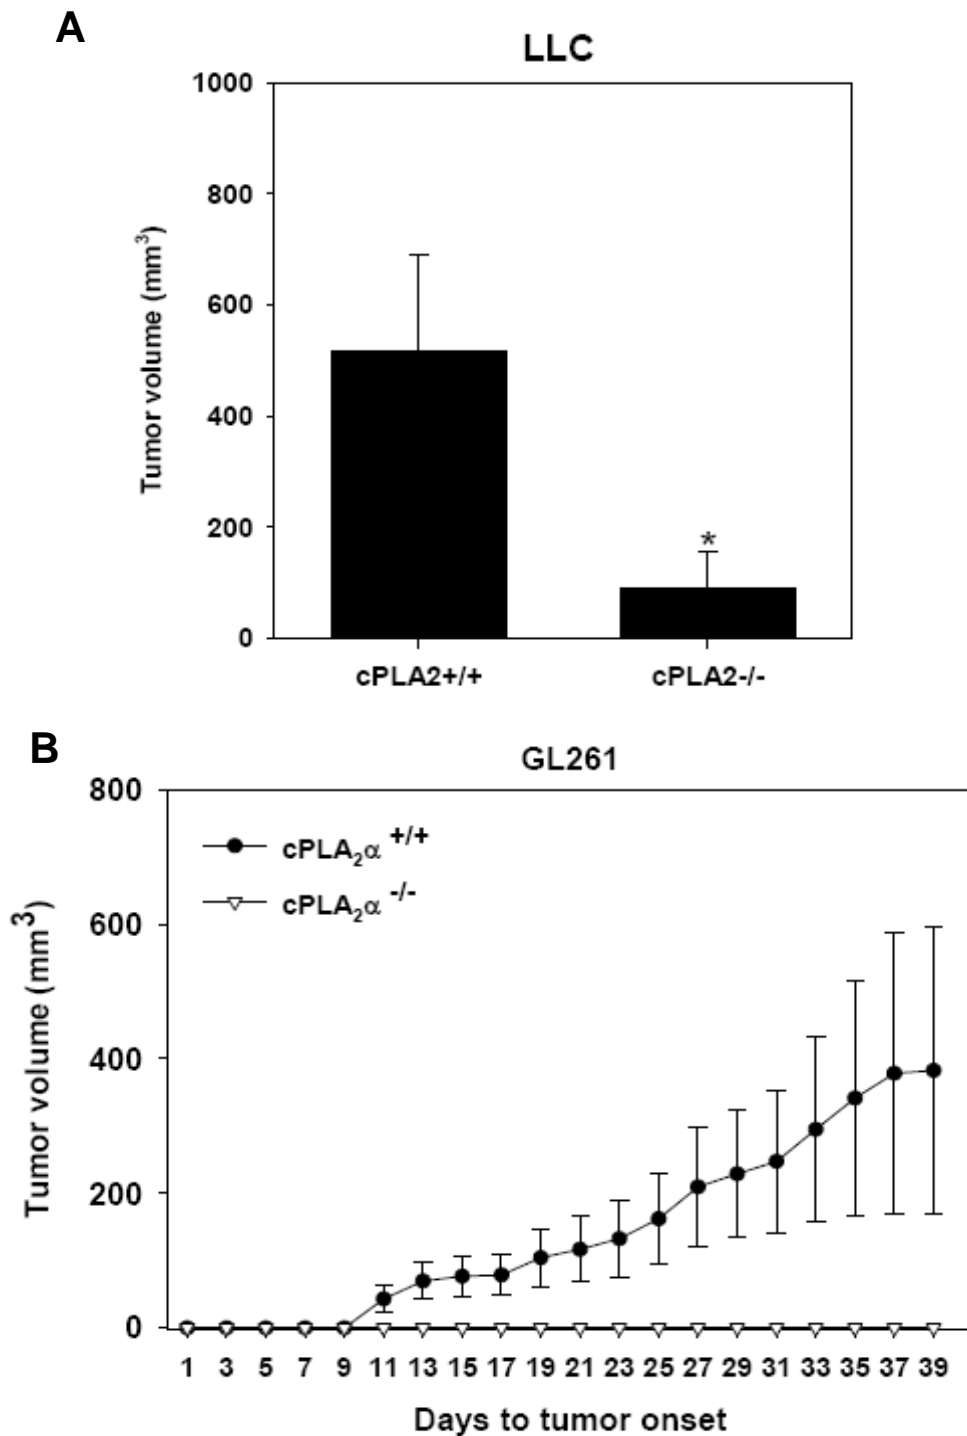 A
LLC
1000
800
600
400
200
0
Tumor volume (mm³)
*
cPLA2+/+ cPLA2-/-
B
GL261
800
600
400
200
0
Tumor volume (mm³)
cPLA₂α +/+
cPLA₂α -/-
1 3 5 7 9 11 13 15 17 19 21 23 25 27 29 31 33 35 37 39
Days to tumor onset